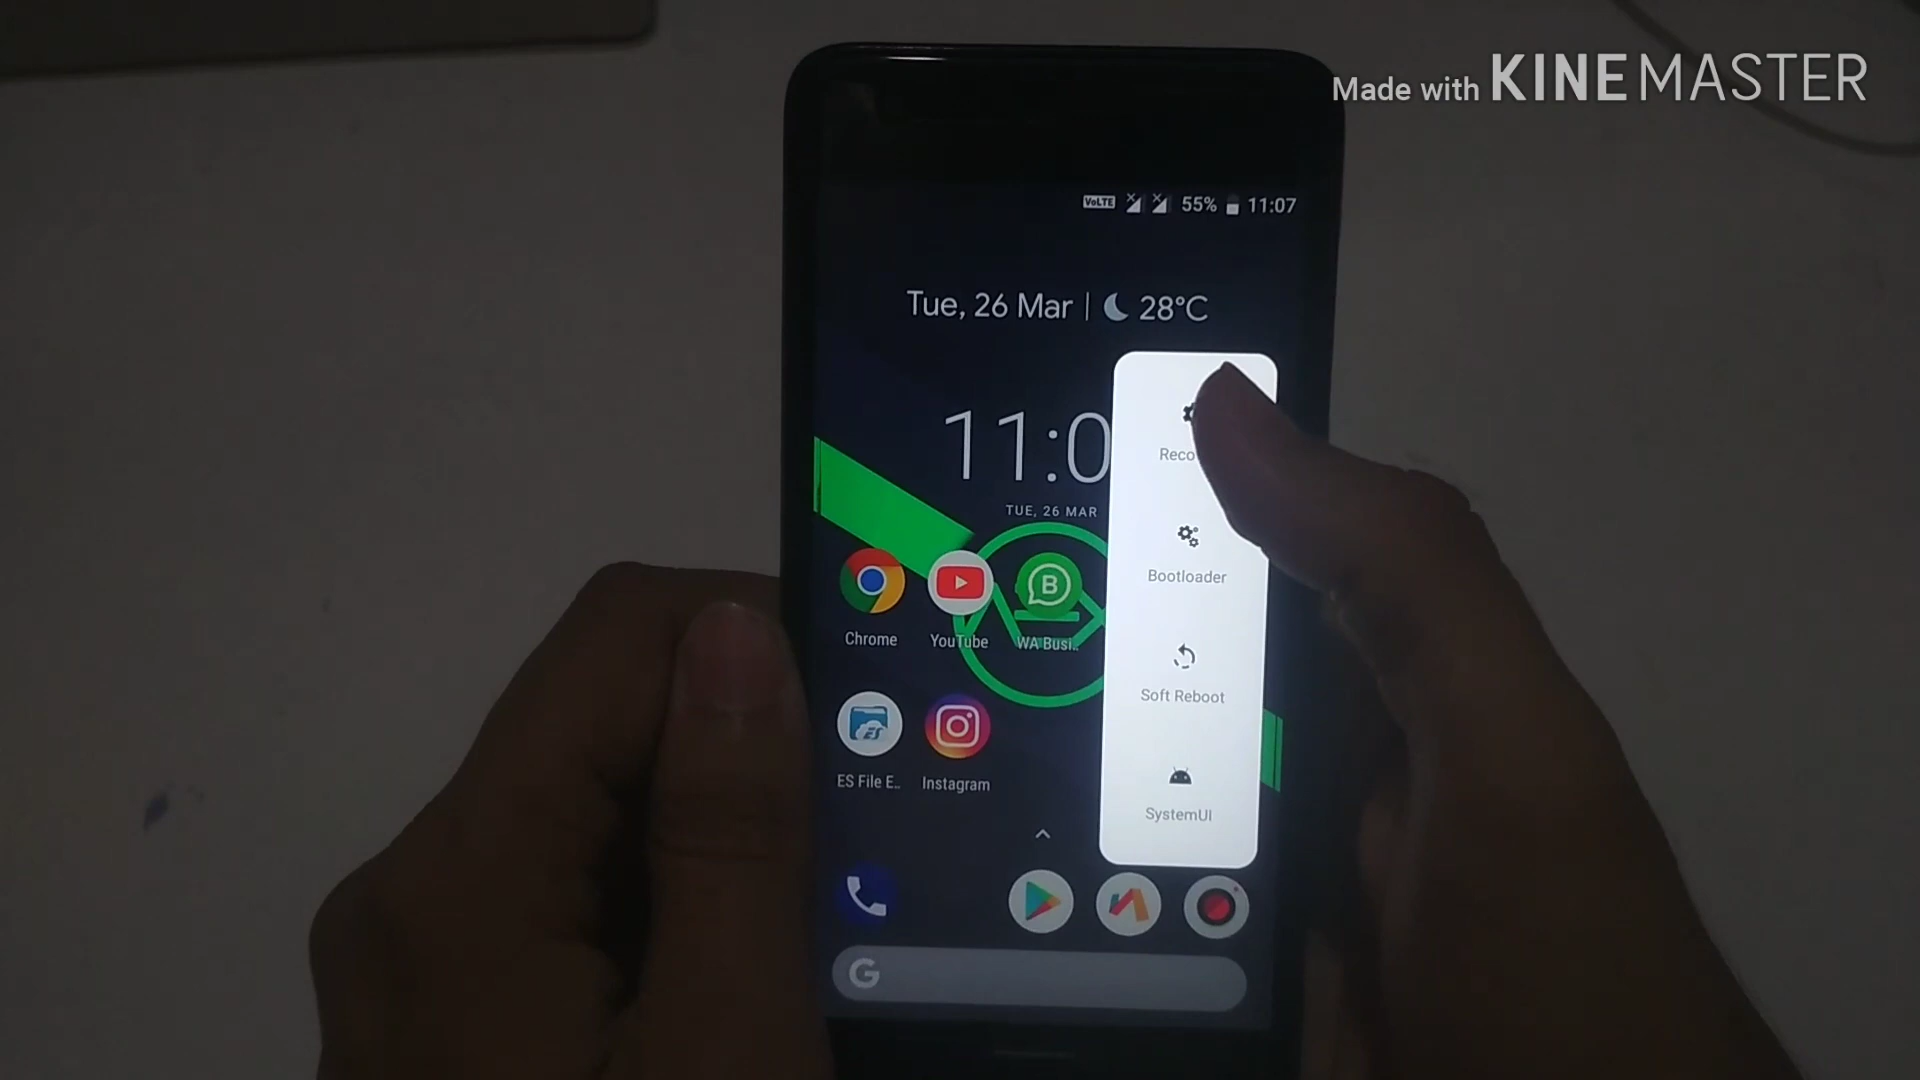 Made with KINEMASTER
VoLTE 55% 11:07
Tue, 26 Mar | 28°C
11:0
TUE, 26 MAR
Reco
Bootloader
Soft Reboot
SystemUI
Chrome YouTube WA Busi..
ES File E.. Instagram
G